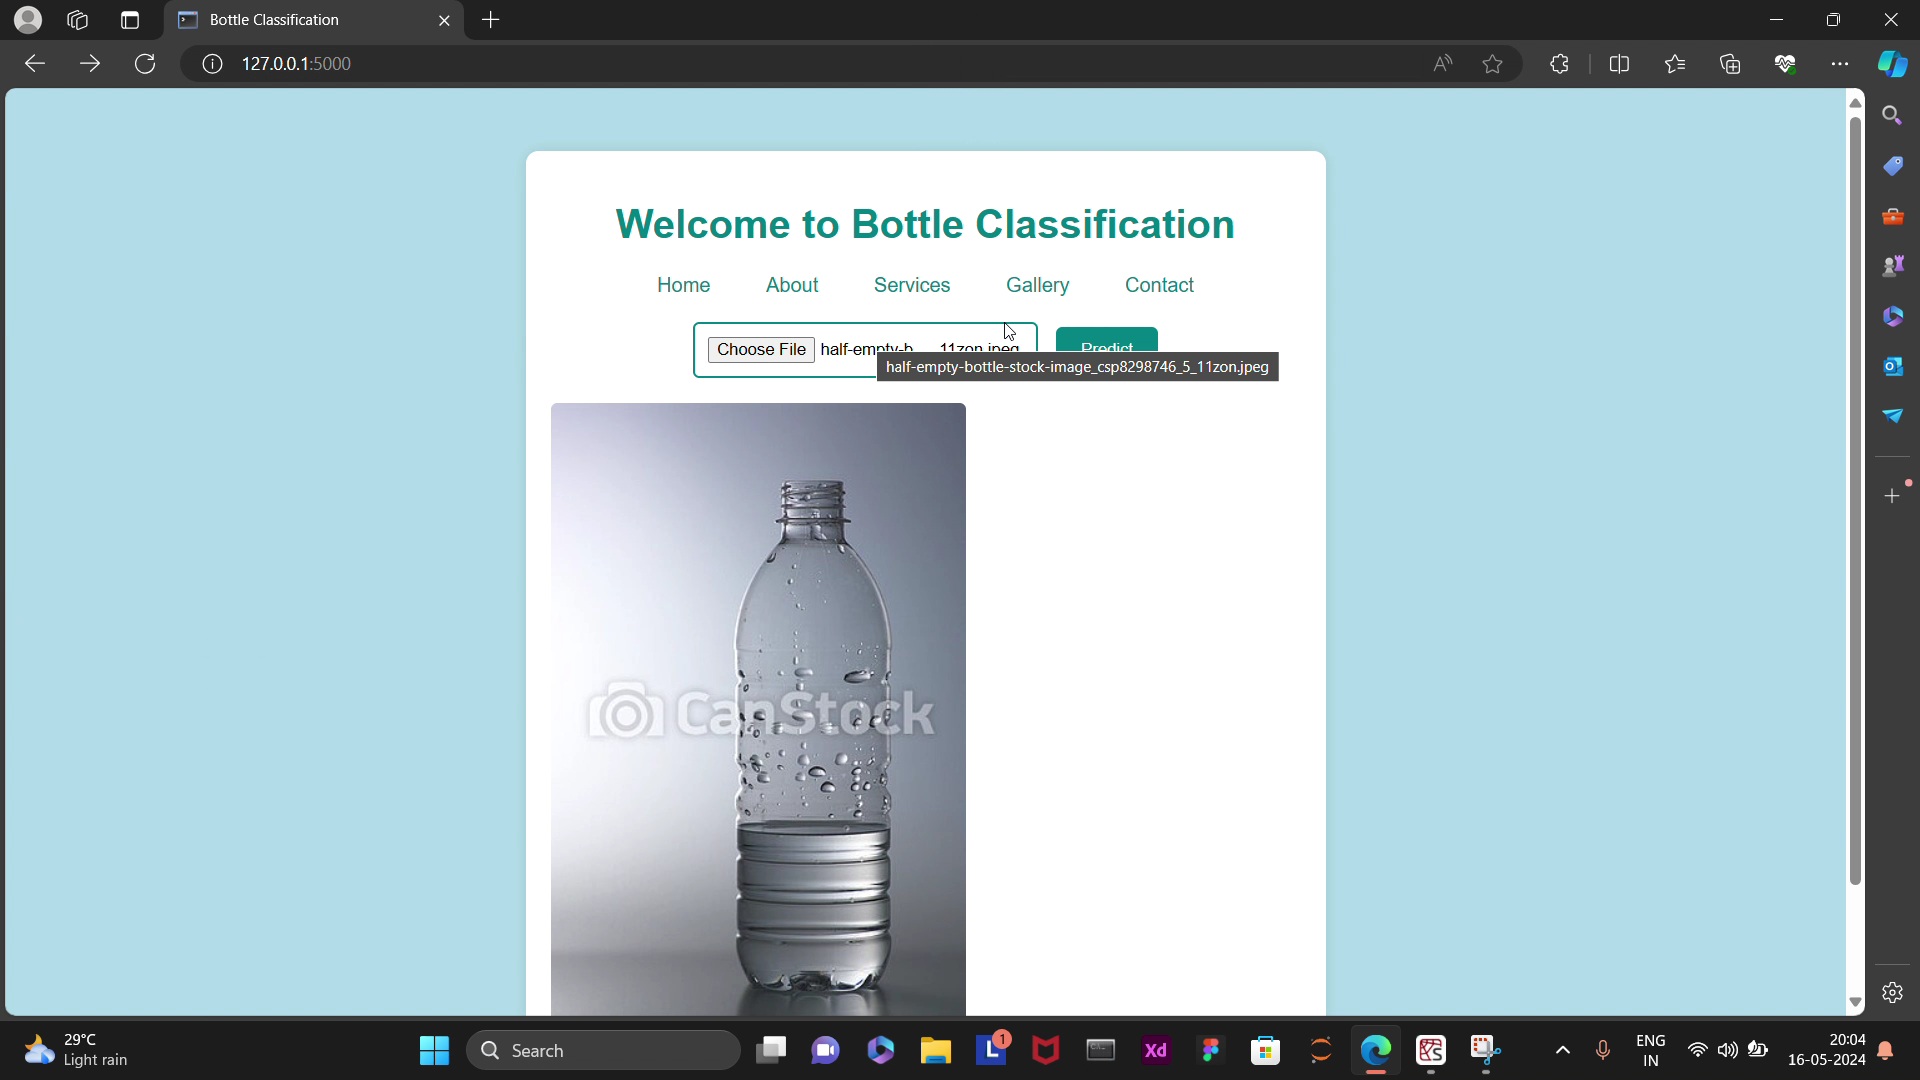 Bottle Classification
127.0.0.1:5000
Welcome to Bottle Classification
Home About Services Gallery Contact
Choose File half-empty-b...11zon.jpeg Predict
half-empty-bottle-stock-image_csp8298746_5_11zon.jpeg
CanStock
29°C
Light rain
Search
1
Xd
ENG
IN
20:04
16-05-2024